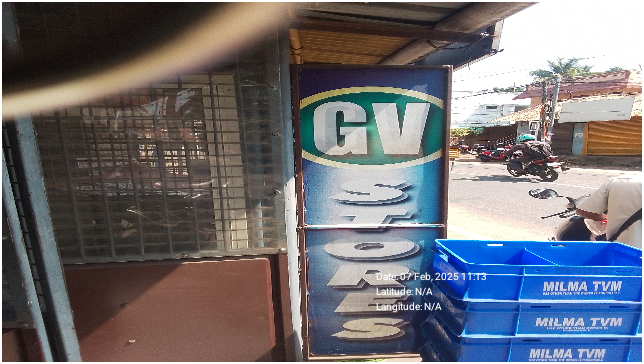 GV
STORES
Date: 07 Feb, 2025 11:13
Latitude: N/A
Langitude: N/A
MILMA TVM
MILMA TVM
MILMA TVM